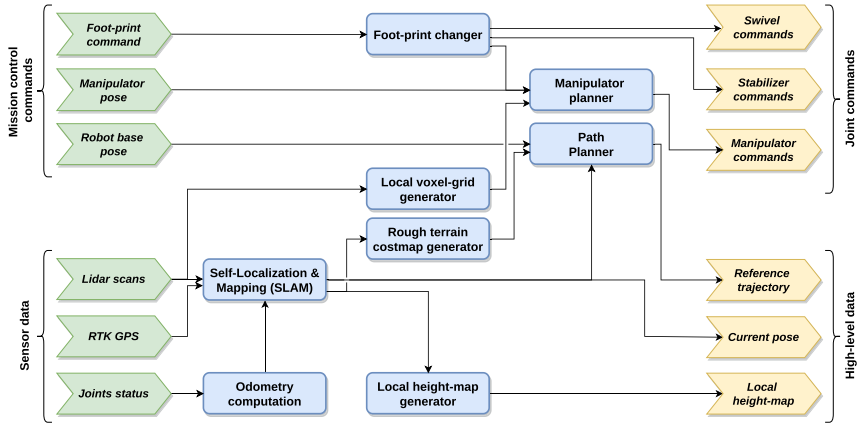 Mission control
commands
Foot-print
command
Manipulator
pose
Robot base
pose
Foot-print changer
Manipulator
planner
Path
Planner
Local voxel-grid
generator
Rough terrain
costmap generator
Swivel
commands
Stabilizer
commands
Manipulator
commands
Joint commands
Sensor data
Lidar scans
RTK GPS
Joints status
Self-Localization &
Mapping (SLAM)
Odometry
computation
Local height-map
generator
Reference
trajectory
Current pose
Local
height-map
High-level data